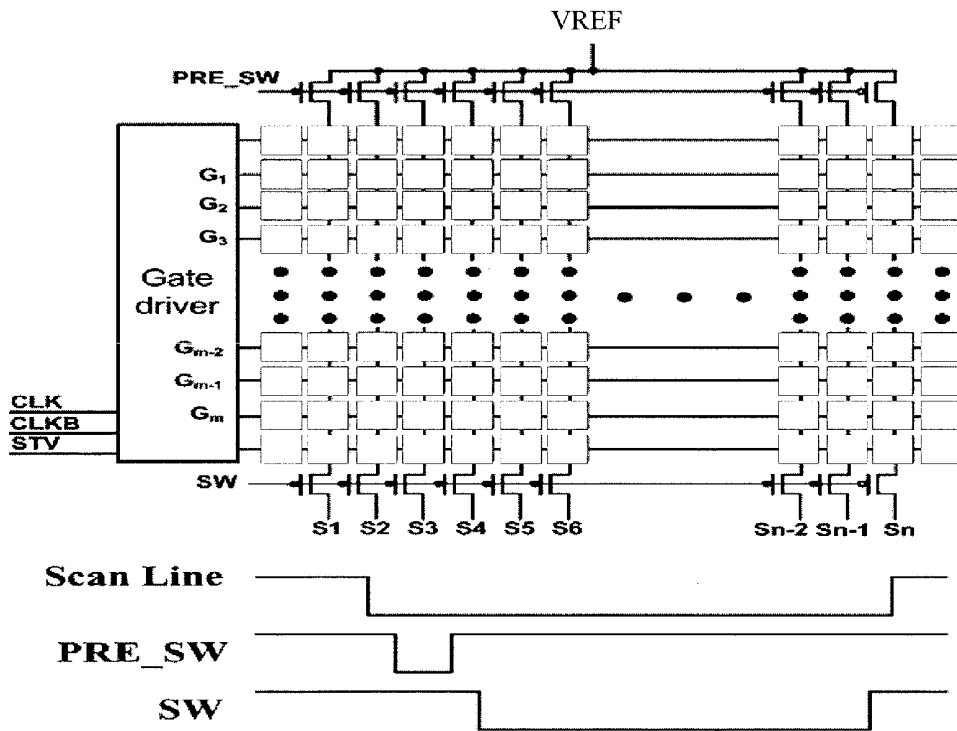 VREF
PRE_SW
G1
G2
G3
Gate
driver
Gm-2
Gm-1
Gm
CLK
CLKB
STV
SW
S1 S2 S3 S4 S5 S6 Sn-2 Sn-1 Sn
Scan Line
PRE_SW
SW